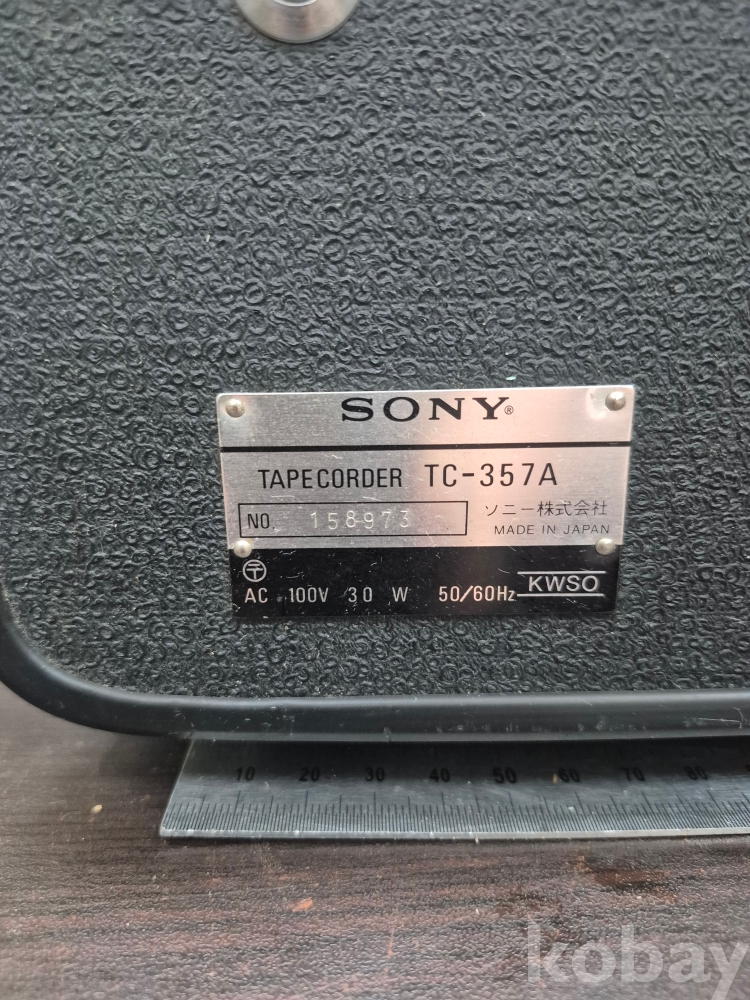 SONY®
TAPECORDER TC-357A
NO. 158973
ソニー株式会社
MADE IN JAPAN
〒
AC 100V 30 W 50/60Hz KWSO
10 20 30 40 50 60 70 80
kobay